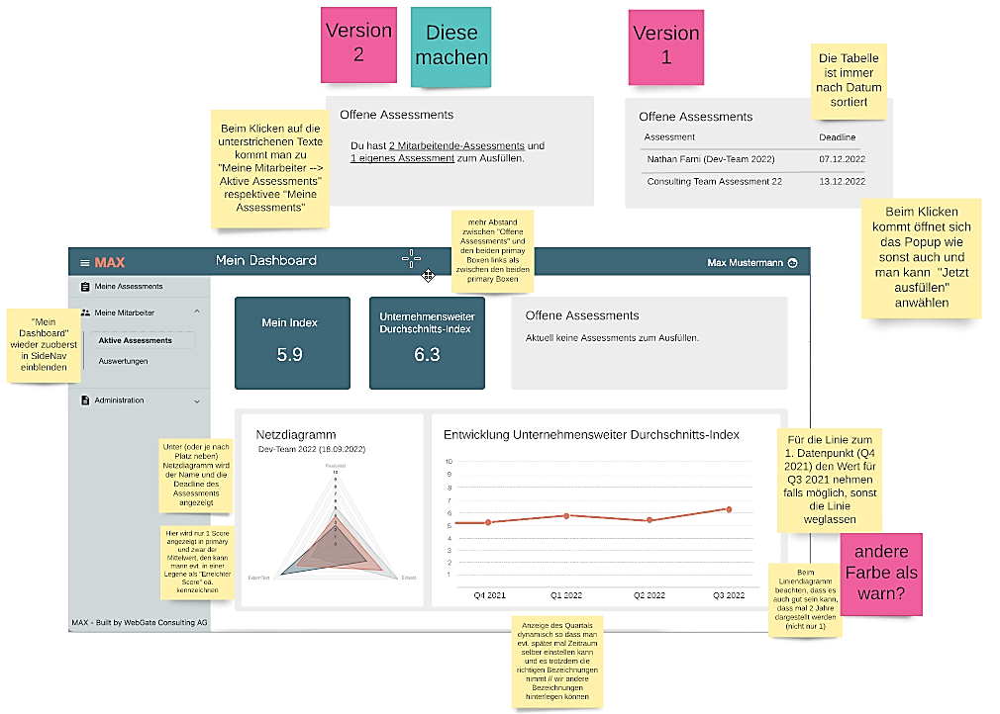 Version
2
Diese
machen
Version
1
Die Tabelle
ist immer
nach Datum
sortiert
Beim Klicken auf die
unterstrichenen Texte
kommt man zu
"Meine Mitarbeiter -->
Aktive Assessments"
respektivee "Meine
Assessments"
Offene Assessments
Du hast 2 Mitarbeitende-Assessments und
1 eigenes Assessment zum Ausfüllen.
Offene Assessments
Assessment Deadline
Nathan Farni (Dev-Team 2022) 07.12.2022
Consulting Team Assessment 22 13.12.2022
Beim Klicken
kommt öffnet sich
das Popup wie
sonst auch und
man kann "Jetzt
ausfüllen"
anwählen
mehr Abstand
zwischen "Offene
Assessments" und
den beiden primay
Boxen links als
zwischen den beiden
primary Boxen
MAX
Mein Dashboard
Max Mustermann
Meine Assessments
Meine Mitarbeiter
Aktive Assessments
Auswertungen
Administration
"Mein
Dashboard"
wieder zuoberst
in SideNav
einblenden
Mein Index
5.9
Unternehmensweiter
Durchschnitts-Index
6.3
Offene Assessments
Aktuell keine Assessments zum Ausfüllen.
Netzdiagramm
Dev-Team 2022 (18.09.2022)
Flexibilität
10
9
8
7
6
5
4
3
2
1
0
Einsatz
Entwicklung Unternehmensweiter Durchschnitts-Index
10
9
8
7
6
5
4
3
2
1
Q4 2021 Q1 2022 Q2 2022 Q3 2022
Unter (oder je nach
Platz neben)
Netzdiagramm wird
der Name und die
Deadline des
Assessments
angezeigt
Hier wird nur 1 Score
angezeigt in primary
und zwar der
Mittelwert, den kann
mann evt. in einer
Legene als "Erreichter
Score" oä.
kennzeichnen
MAX - Built by WebGate Consulting AG
Für die Linie zum
1. Datenpunkt (Q4
2021) den Wert für
Q3 2021 nehmen
falls möglich, sonst
die Linie
weglassen
andere
Farbe als
warn?
Beim
Liniendiagramm
beachten, dass es
auch gut sein kann,
dass mal 2 Jahre
dargestellt werden
(nicht nur 1)
Anzeige des Quartals
dynamisch so dass man
evt. später mal Zeitraum
selber einstellen kann
und es trotzdem die
richtigen Bezeichnungen
nimmt // wir andere
Bezeichnungen
hinterlegen können